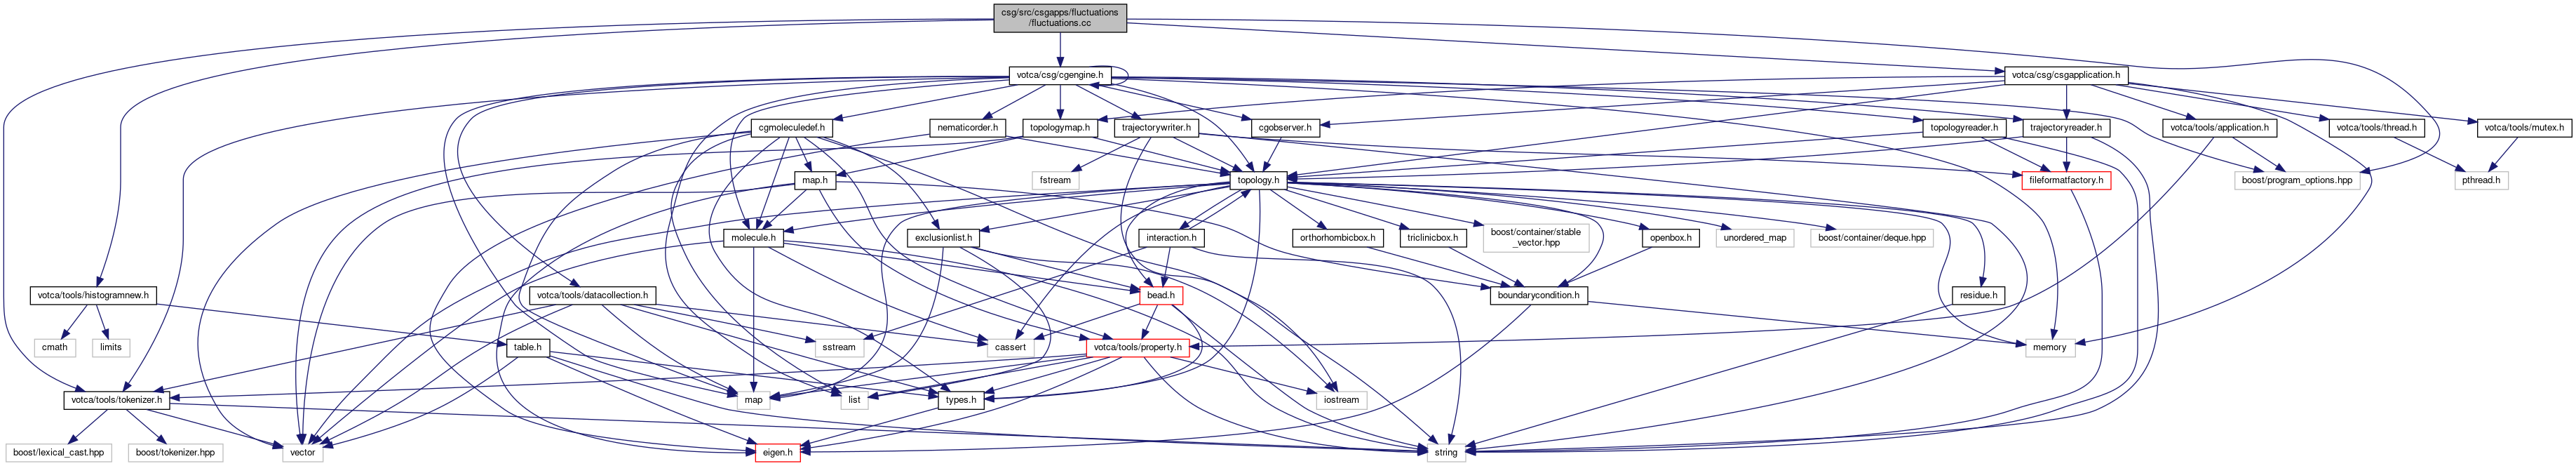 csg/src/csgapps/fluctuations
/fluctuations.cc
votca/csg/cgengine.h
votca/csg/csgapplication.h
cgmoleculedef.h
nematicorder.h
topologymap.h
trajectorywriter.h
cgobserver.h
topologyreader.h
trajectoryreader.h
votca/tools/application.h
votca/tools/thread.h
votca/tools/mutex.h
map.h
fstream
topology.h
fileformatfactory.h
boost/program_options.hpp
pthread.h
molecule.h
exclusionlist.h
interaction.h
orthorhombicbox.h
triclinicbox.h
boost/container/stable
_vector.hpp
openbox.h
unordered_map
boost/container/deque.hpp
votca/tools/histogramnew.h
votca/tools/datacollection.h
bead.h
boundarycondition.h
residue.h
cmath
limits
table.h
sstream
cassert
votca/tools/property.h
memory
votca/tools/tokenizer.h
map
list
types.h
iostream
boost/lexical_cast.hpp
boost/tokenizer.hpp
vector
eigen.h
string